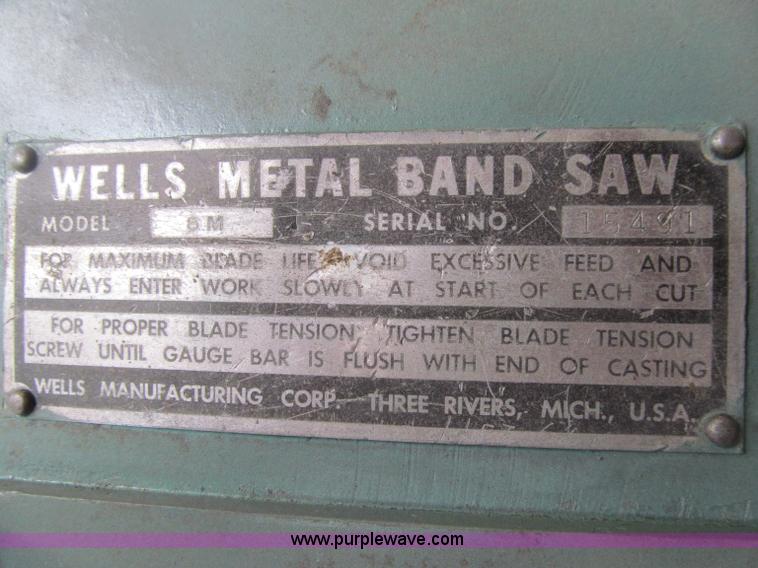 WELLS METAL BAND SAW
MODEL 8M SERIAL NO. 15491
FOR MAXIMUM BLADE LIFE AVOID EXCESSIVE FEED AND
ALWAYS ENTER WORK SLOWLY AT START OF EACH CUT
FOR PROPER BLADE TENSION TIGHTEN BLADE TENSION
SCREW UNTIL GAUGE BAR IS FLUSH WITH END OF CASTING
WELLS MANUFACTURING CORP. THREE RIVERS, MICH., U.S.A.
www.purplewave.com